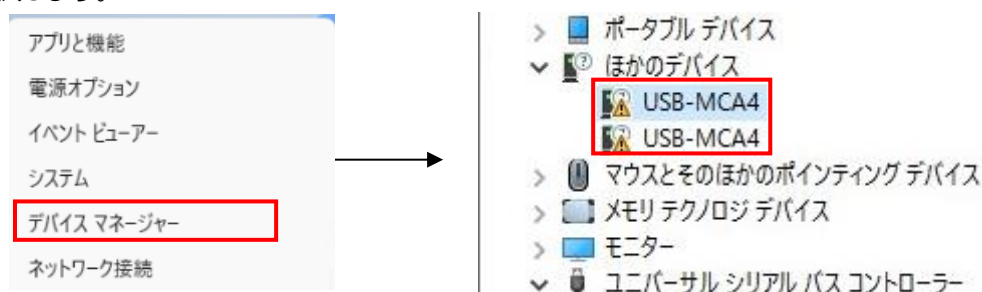 アプリと機能
電源オプション
イベント ビューアー
システム
デバイス マネージャー
ネットワーク接続
ポータブル デバイス
ほかのデバイス
USB-MCA4
USB-MCA4
マウスとそのほかのポインティング デバイス
メモリ テクノロジ デバイス
モニター
ユニバーサル シリアル バス コントローラー